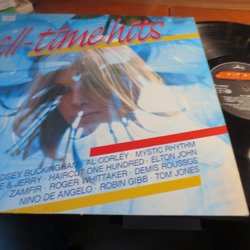 all-time hits
DSEY BUCKINGHAM · AL CORLEY · MYSTIC RHYTHM
E & JERRY · HAIRCUT ONE HUNDRED · ELTON JOHN
ZAMFIR · ROGER WHITTAKER · DEMIS ROUSSOS
NINO DE ANGELO · ROBIN GIBB · TOM JONES